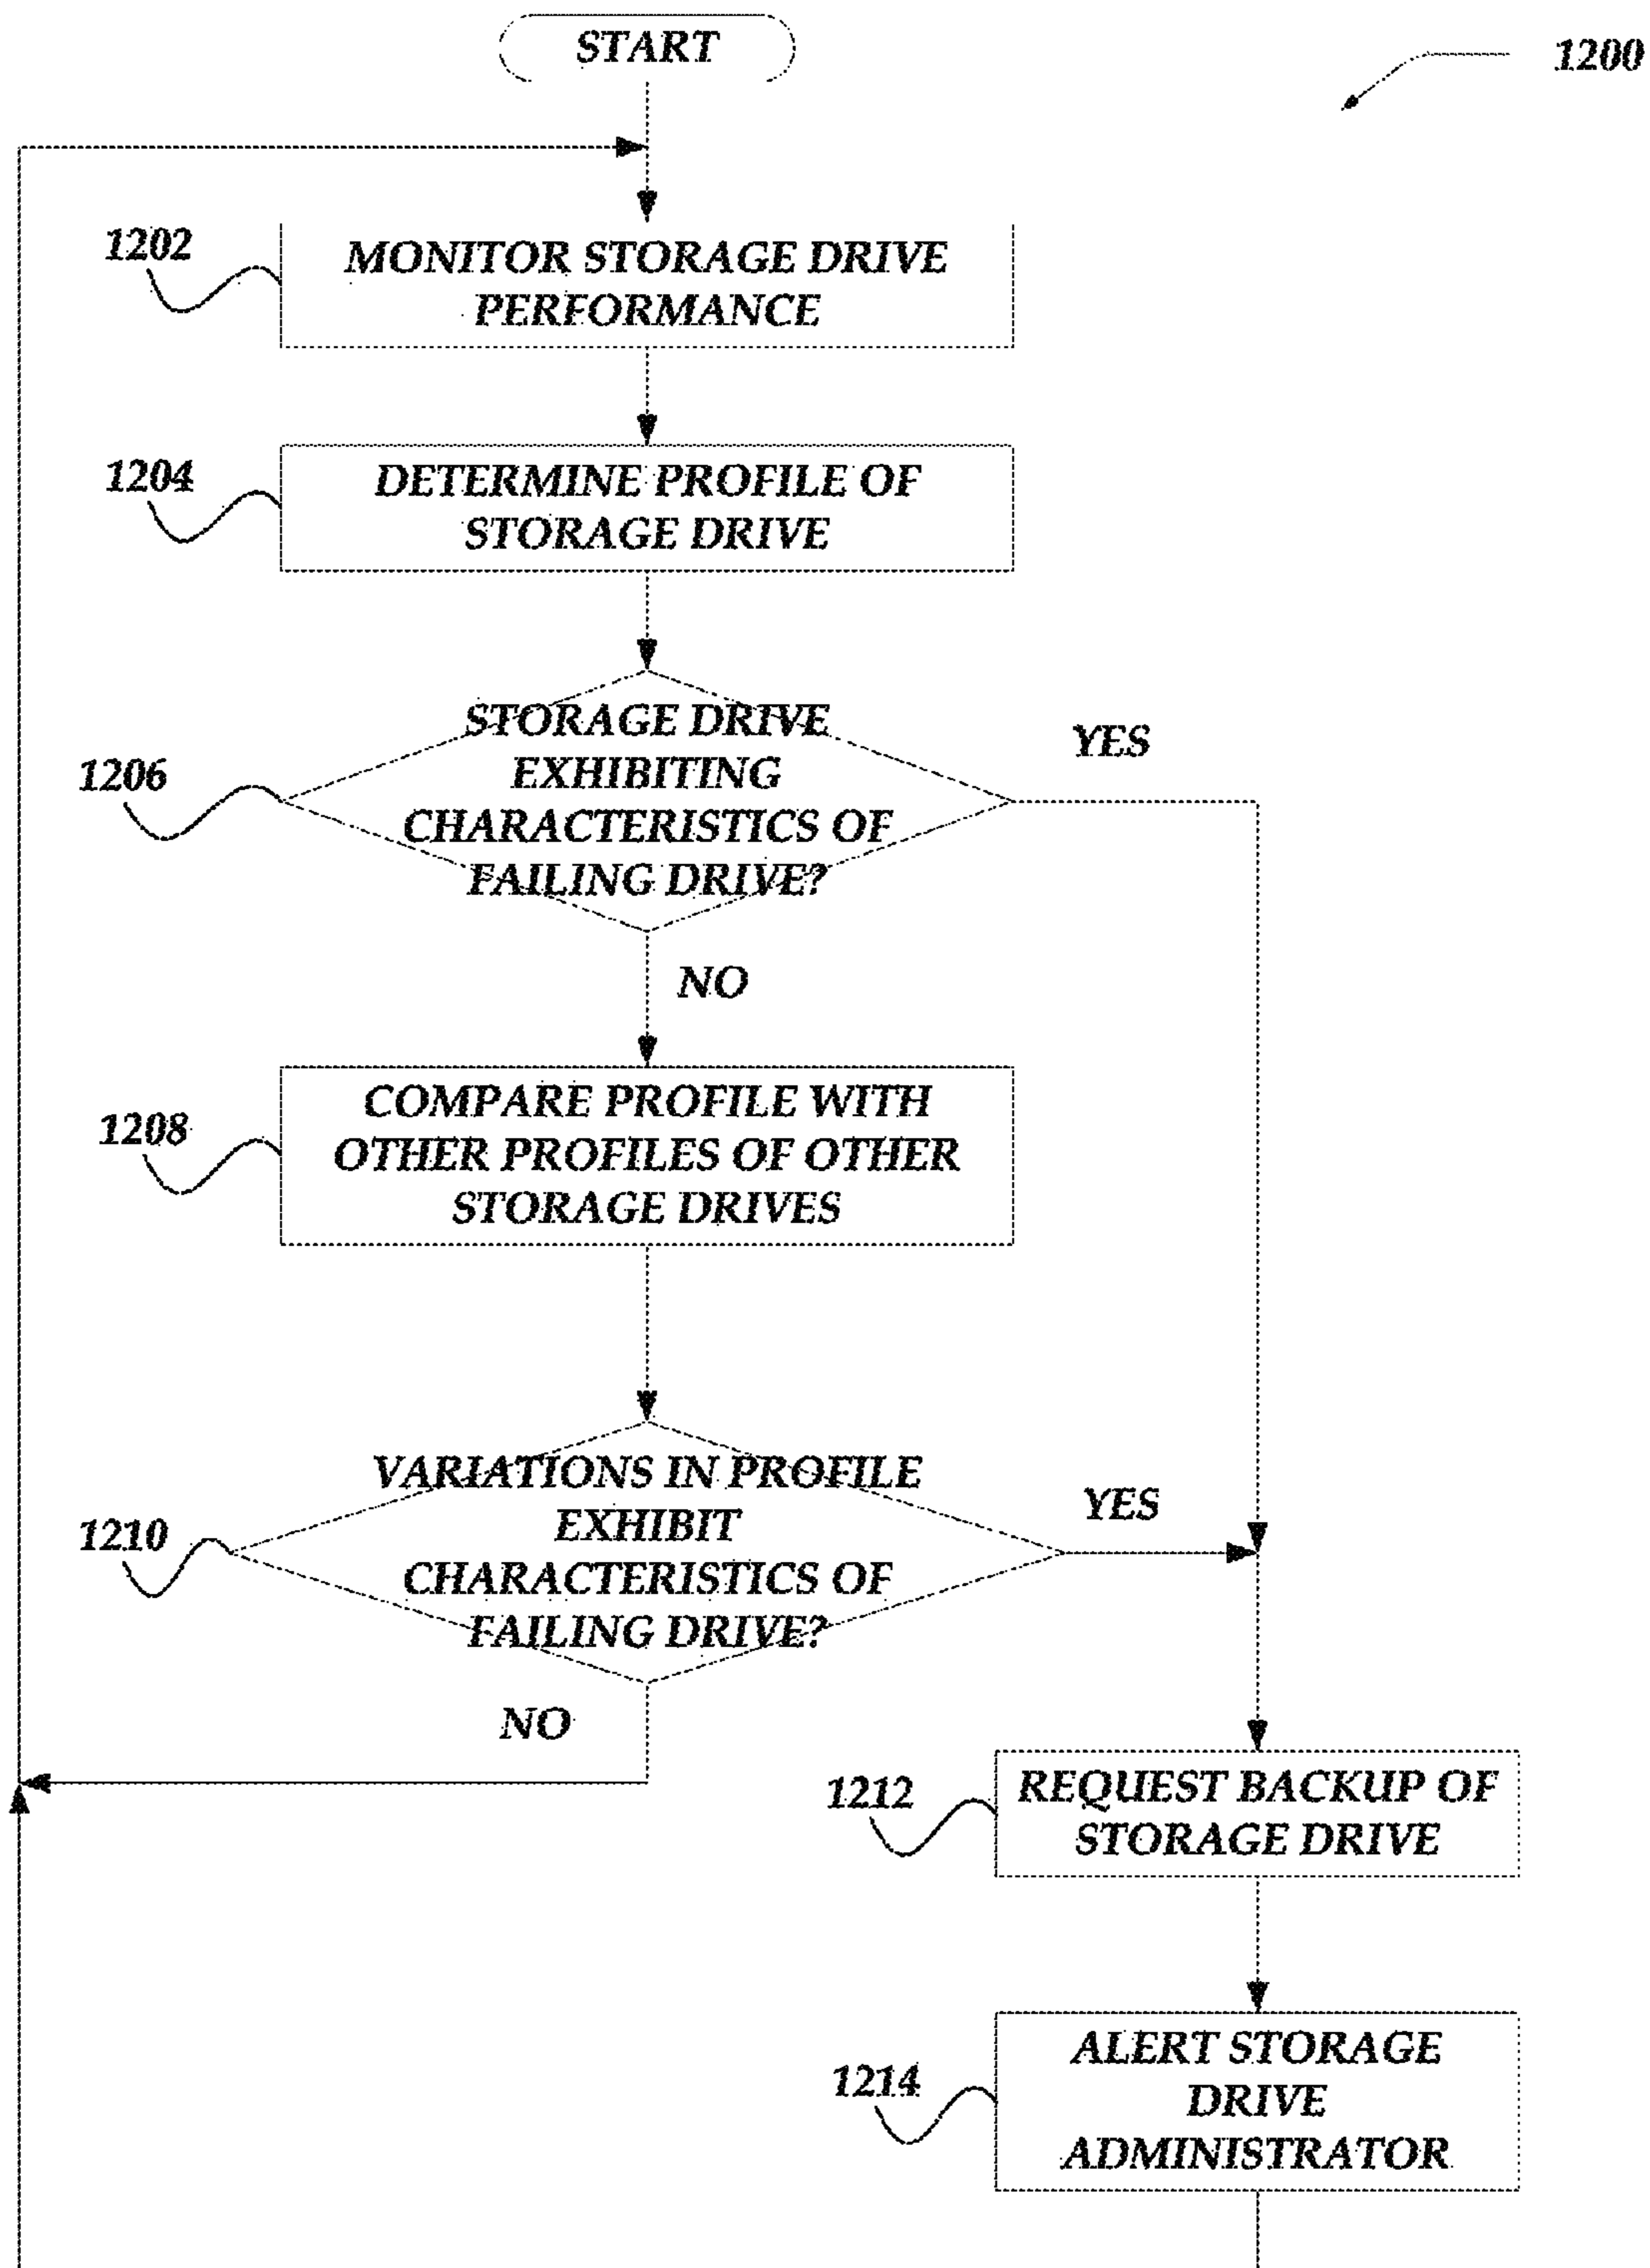 START
1200
1202
MONITOR STORAGE DRIVE
PERFORMANCE
1204
DETERMINE PROFILE OF
STORAGE DRIVE
1206
STORAGE DRIVE
EXHIBITING
CHARACTERISTICS OF
FAILING DRIVE?
YES
NO
1208
COMPARE PROFILE WITH
OTHER PROFILES OF OTHER
STORAGE DRIVES
1210
VARIATIONS IN PROFILE
EXHIBIT
CHARACTERISTICS OF
FAILING DRIVE?
YES
NO
1212
REQUEST BACKUP OF
STORAGE DRIVE
1214
ALERT STORAGE
DRIVE
ADMINISTRATOR